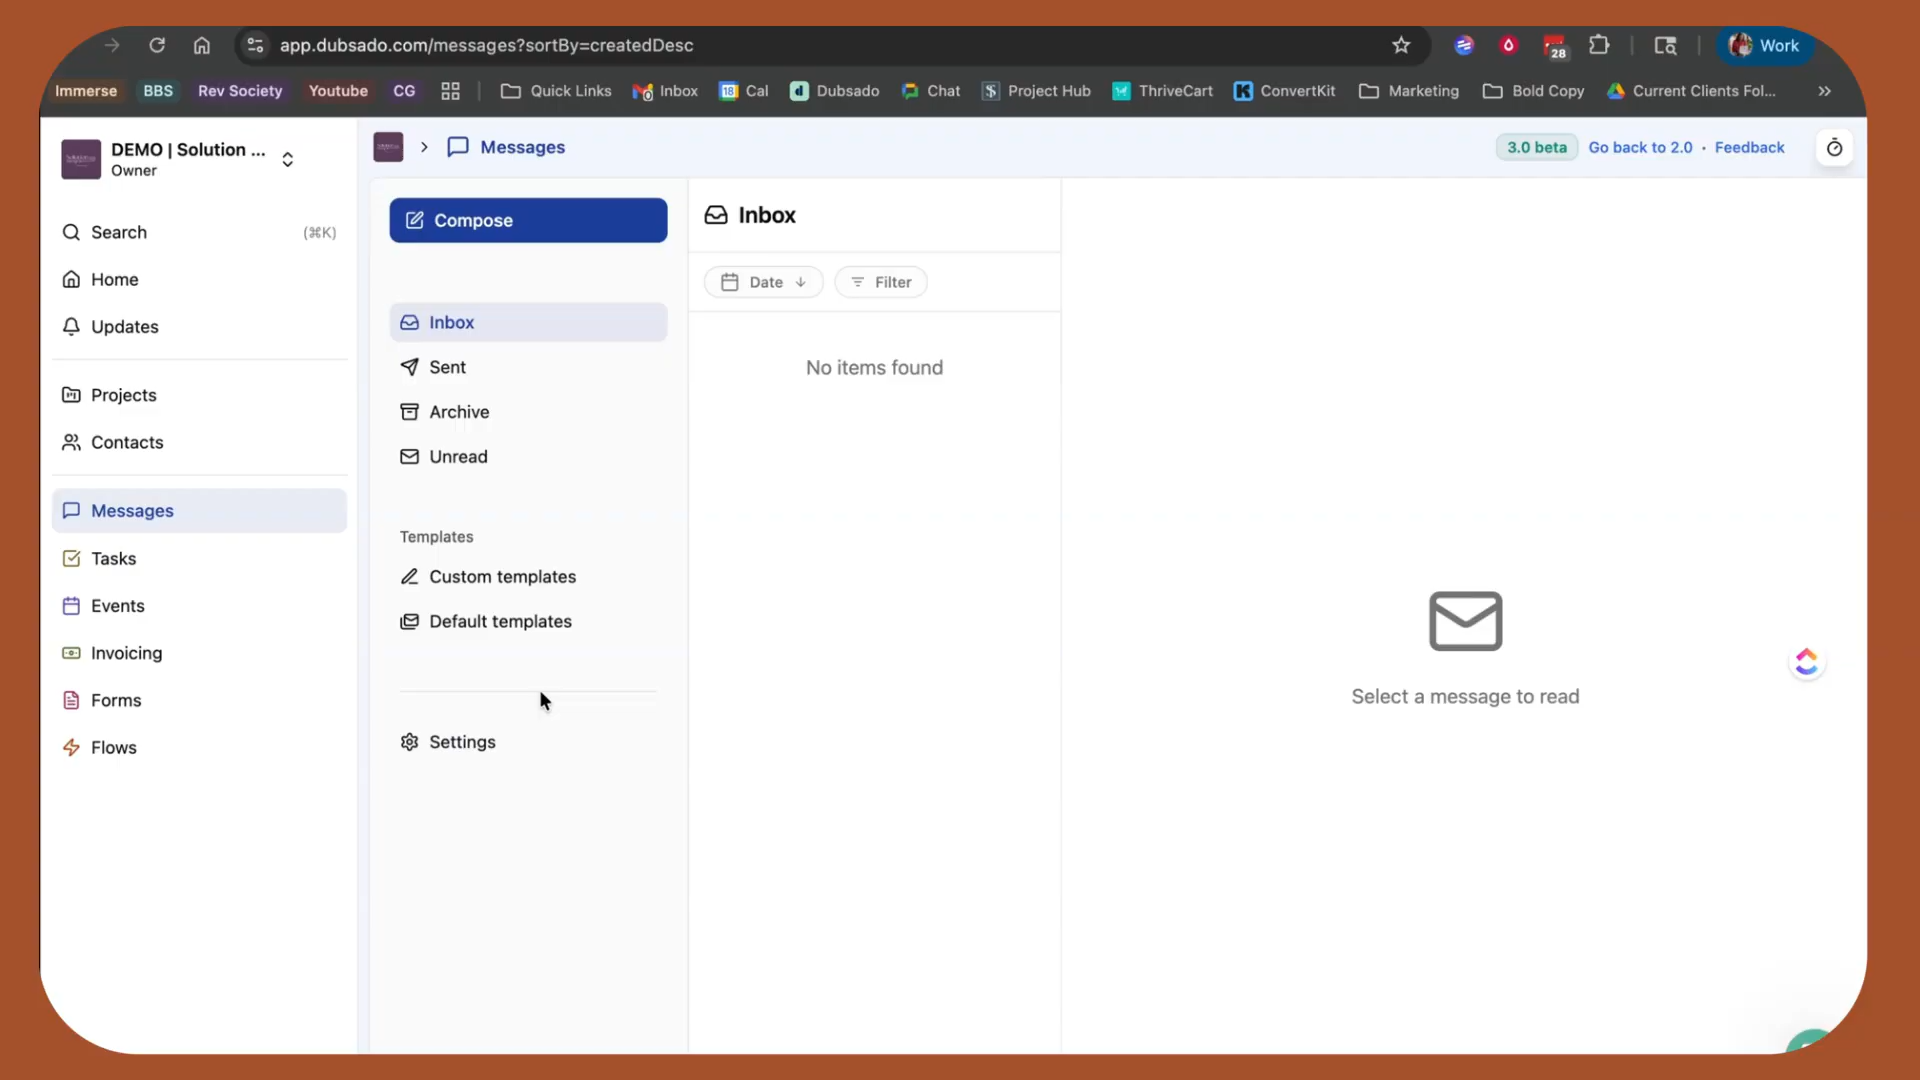 app.dubsado.com/messages?sortBy=createdDesc
28
Work
Immerse
BBS
Rev Society
Youtube
CG
Quick Links
Inbox
18
Cal
Dubsado
Chat
Project Hub
ThriveCart
ConvertKit
Marketing
Bold Copy
Current Clients Fol...
DEMO | Solution ...
Owner
Search
(⌘K)
Home
Updates
Projects
Contacts
Messages
Tasks
Events
Invoicing
Forms
Flows
Messages
3.0 beta
Go back to 2.0 · Feedback
Compose
Inbox
Sent
Archive
Unread
Templates
Custom templates
Default templates
Settings
Inbox
Date
Filter
No items found
Select a message to read